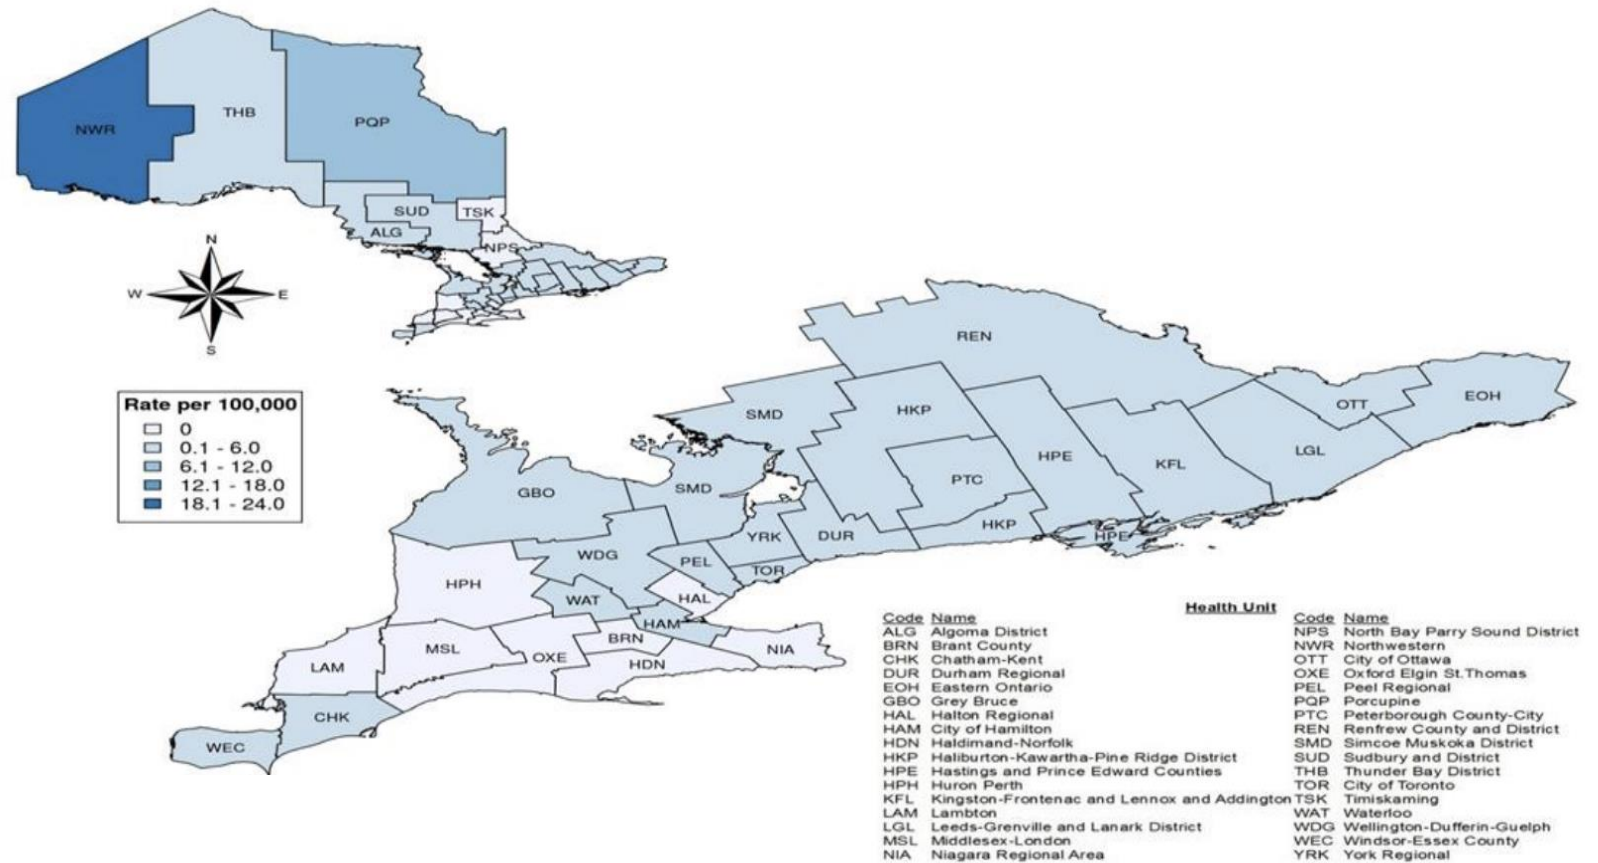 NWR
THB
PQP
SUD
TSK
ALG
NPS
N
W E
S
Rate per 100,000
0
0.1 - 6.0
6.1 - 12.0
12.1 - 18.0
18.1 - 24.0
REN
SMD
HKP
OTT
EOH
LGL
HPE
KFL
PTC
GBO
SMD
HKP
YRK
DUR
HPE
WDG
PEL
TOR
HPH
WAT
HAL
HAM
BRN
MSL
OXE
NIA
LAM
HDN
CHK
WEC
Health Unit
Code Name
ALG Algoma District
BRN Brant County
CHK Chatham-Kent
DUR Durham Regional
EOH Eastern Ontario
GBO Grey Bruce
HAL Halton Regional
HAM City of Hamilton
HDN Haldimand-Norfolk
HKP Haliburton-Kawartha-Pine Ridge District
HPE Hastings and Prince Edward Counties
HPH Huron Perth
KFL Kingston-Frontenac and Lennox and Addington
LAM Lambton
LGL Leeds-Grenville and Lanark District
MSL Middlesex-London
NIA Niagara Regional Area
Code Name
NPS North Bay Parry Sound District
NWR Northwestern
OTT City of Ottawa
OXE Oxford Elgin St.Thomas
PEL Peel Regional
PQP Porcupine
PTC Peterborough County-City
REN Renfrew County and District
SMD Simcoe Muskoka District
SUD Sudbury and District
THB Thunder Bay District
TOR City of Toronto
TSK Timiskaming
WAT Waterloo
WDG Wellington-Dufferin-Guelph
WEC Windsor-Essex County
YRK York Regional